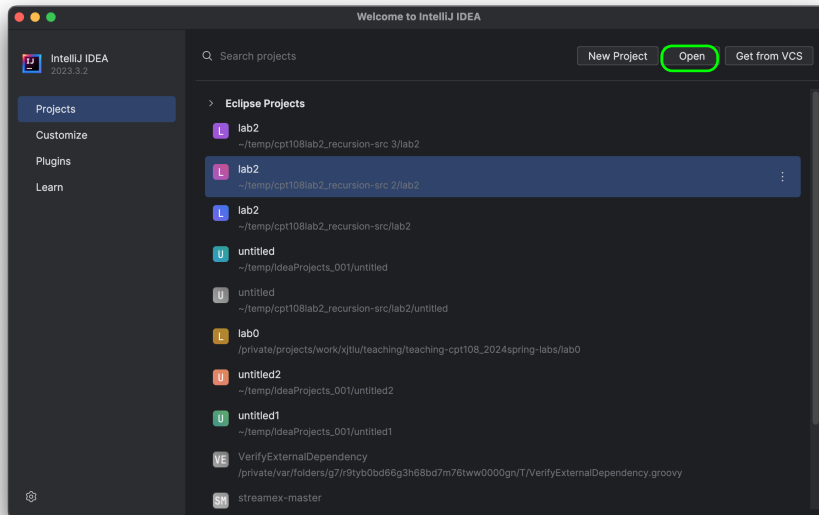 Welcome to IntelliJ IDEA
IntelliJ IDEA
2023.3.2
Projects
Customize
Plugins
Learn
Search projects
New Project
Open
Get from VCS
Eclipse Projects
L
lab2
~/temp/cpt108lab2_recursion-src 3/lab2
L
lab2
~/temp/cpt108lab2_recursion-src 2/lab2
L
lab2
~/temp/cpt108lab2_recursion-src/lab2
U
untitled
~/temp/IdeaProjects_001/untitled
U
untitled
~/temp/cpt108lab2_recursion-src/lab2/untitled
L
lab0
/private/projects/work/xjtlu/teaching/teaching-cpt108_2024spring-labs/lab0
U
untitled2
~/temp/IdeaProjects_001/untitled2
U
untitled1
~/temp/IdeaProjects_001/untitled1
VE
VerifyExternalDependency
/private/var/folders/g7/r9tyb0bd66g3h68bd7m76tww0000gn/T/VerifyExternalDependency.groovy
SM
streamex-master